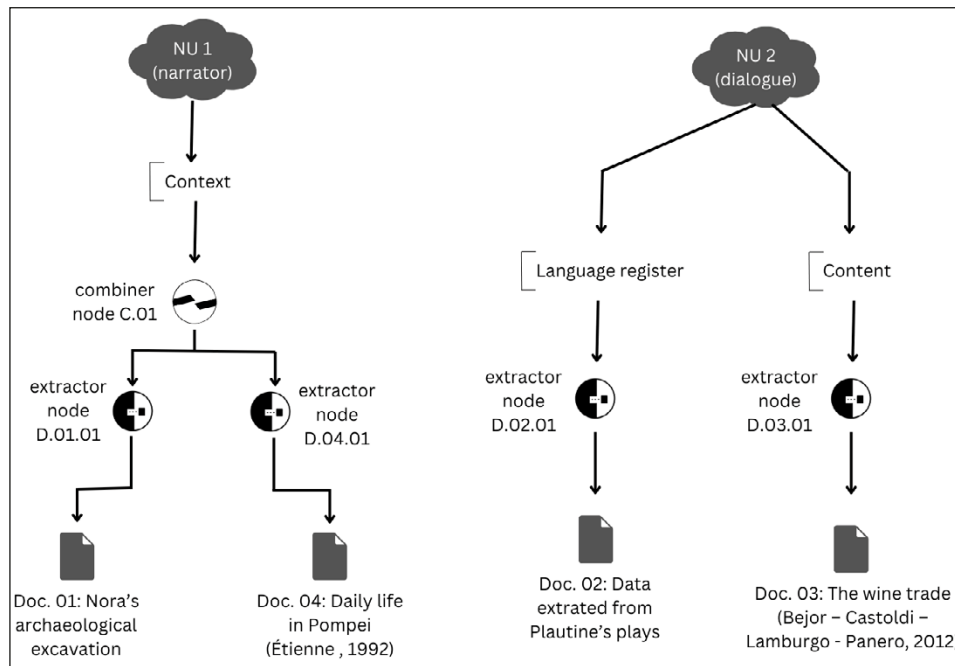 NU 1
(narrator)
NU 2
(dialogue)
Context
Language register
Content
combiner
node C.01
extractor
node
D.01.01
extractor
node
D.04.01
extractor
node
D.02.01
extractor
node
D.03.01
Doc. 01: Nora's
archaeological
excavation
Doc. 04: Daily life
in Pompei
(Étienne , 1992)
Doc. 02: Data
extrated from
Plautine's plays
Doc. 03: The wine trade
(Bejor – Castoldi –
Lamburgo - Panero, 2012